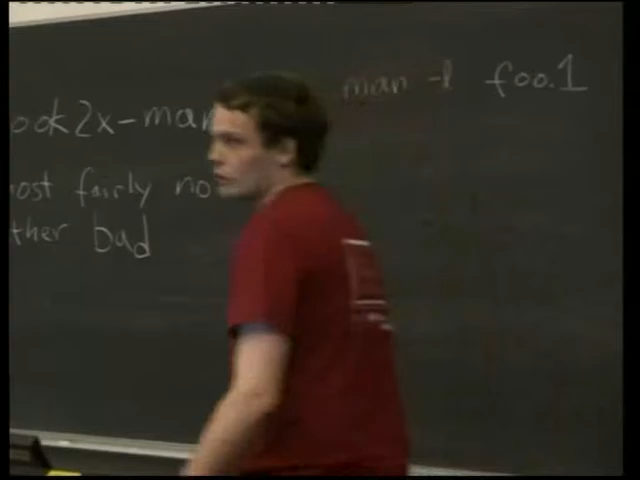 man -l foo.1
ook2x-man
ost fairly no
ther bad